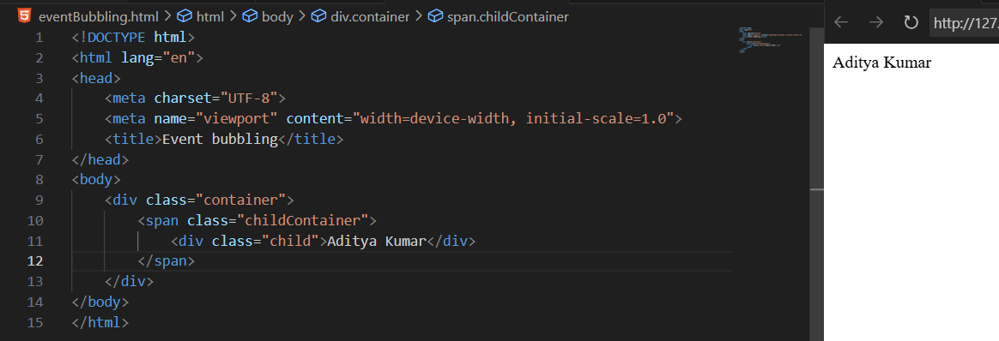 eventBubbling.html > html > body > div.container > span.childContainer
1 <!DOCTYPE html>
2 <html lang="en">
3 <head>
4     <meta charset="UTF-8">
5     <meta name="viewport" content="width=device-width, initial-scale=1.0">
6     <title>Event bubbling</title>
7 </head>
8 <body>
9     <div class="container">
10         <span class="childContainer">
11             <div class="child">Aditya Kumar</div>
12         </span>
13     </div>
14 </body>
15 </html>
http://127.
Aditya Kumar